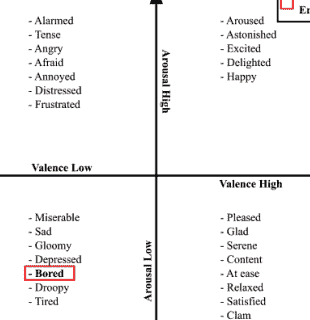 - Alarmed
- Tense
- Angry
- Afraid
- Annoyed
- Distressed
- Frustrated
Arousal High
- Aroused
- Astonished
- Excited
- Delighted
- Happy
Valence Low
Valence High
- Miserable
- Sad
- Gloomy
- Depressed
- Bored
- Droopy
- Tired
Arousal Low
- Pleased
- Glad
- Serene
- Content
- At ease
- Relaxed
- Satisfied
- Clam